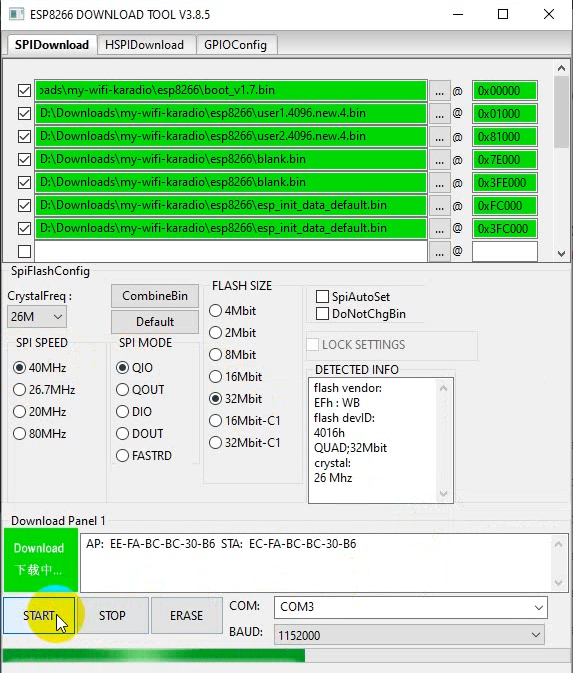 ESP8266 DOWNLOAD TOOL V3.8.5
SPIDownload HSPIDownload GPIOConfig
oads\my-wifi-karadio\esp8266\boot_v1.7.bin ... @ 0x00000
D:\Downloads\my-wifi-karadio\esp8266\user1.4096.new.4.bin ... @ 0x01000
D:\Downloads\my-wifi-karadio\esp8266\user2.4096.new.4.bin ... @ 0x81000
D:\Downloads\my-wifi-karadio\esp8266\blank.bin ... @ 0x7E000
D:\Downloads\my-wifi-karadio\esp8266\blank.bin ... @ 0x3FE000
D:\Downloads\my-wifi-karadio\esp8266\esp_init_data_default.bin ... @ 0xFC000
D:\Downloads\my-wifi-karadio\esp8266\esp_init_data_default.bin ... @ 0x3FC000
... @
SpiFlashConfig
CrystalFreq :
26M
CombineBin
Default
SPI SPEED
40MHz
26.7MHz
20MHz
80MHz
SPI MODE
QIO
QOUT
DIO
DOUT
FASTRD
FLASH SIZE
4Mbit
2Mbit
8Mbit
16Mbit
32Mbit
16Mbit-C1
32Mbit-C1
SpiAutoSet
DoNotChgBin
LOCK SETTINGS
DETECTED INFO
flash vendor:
EFh : WB
flash devID:
4016h
QUAD;32Mbit
crystal:
26 Mhz
Download Panel 1
Download
下载中...
AP: EE-FA-BC-BC-30-B6 STA: EC-FA-BC-BC-30-B6
START STOP ERASE
COM: COM3
BAUD: 1152000